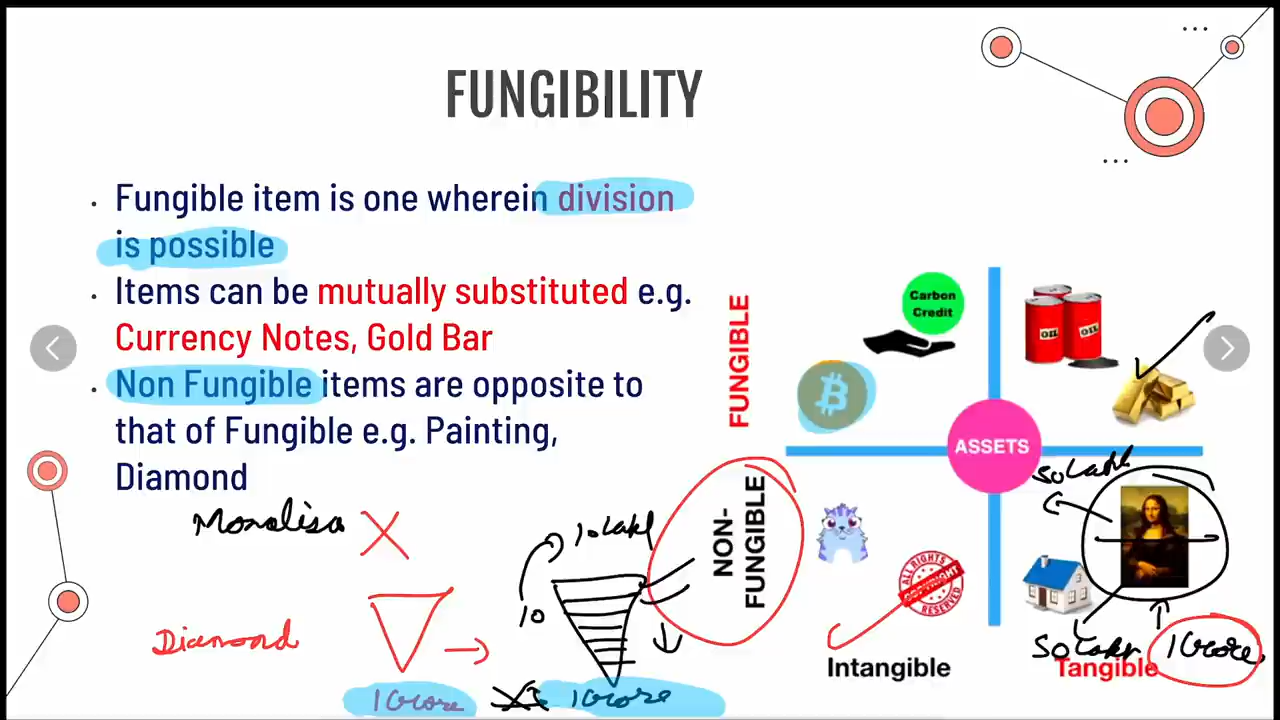 FUNGIBILITY
Fungible item is one wherein division
is possible
Items can be mutually substituted e.g.
Currency Notes, Gold Bar
Non Fungible items are opposite to
that of Fungible e.g. Painting,
Diamond
Monalisa
Diamond
1 Crore
10 lakh
10
1 Crore
FUNGIBLE
NON-
FUNGIBLE
Carbon
Credit
OIL
OIL
ASSETS
50 Lakh
ALL RIGHTS
COPYRIGHT
RESERVED
50 Lakh
1 Crore
Intangible
Tangible